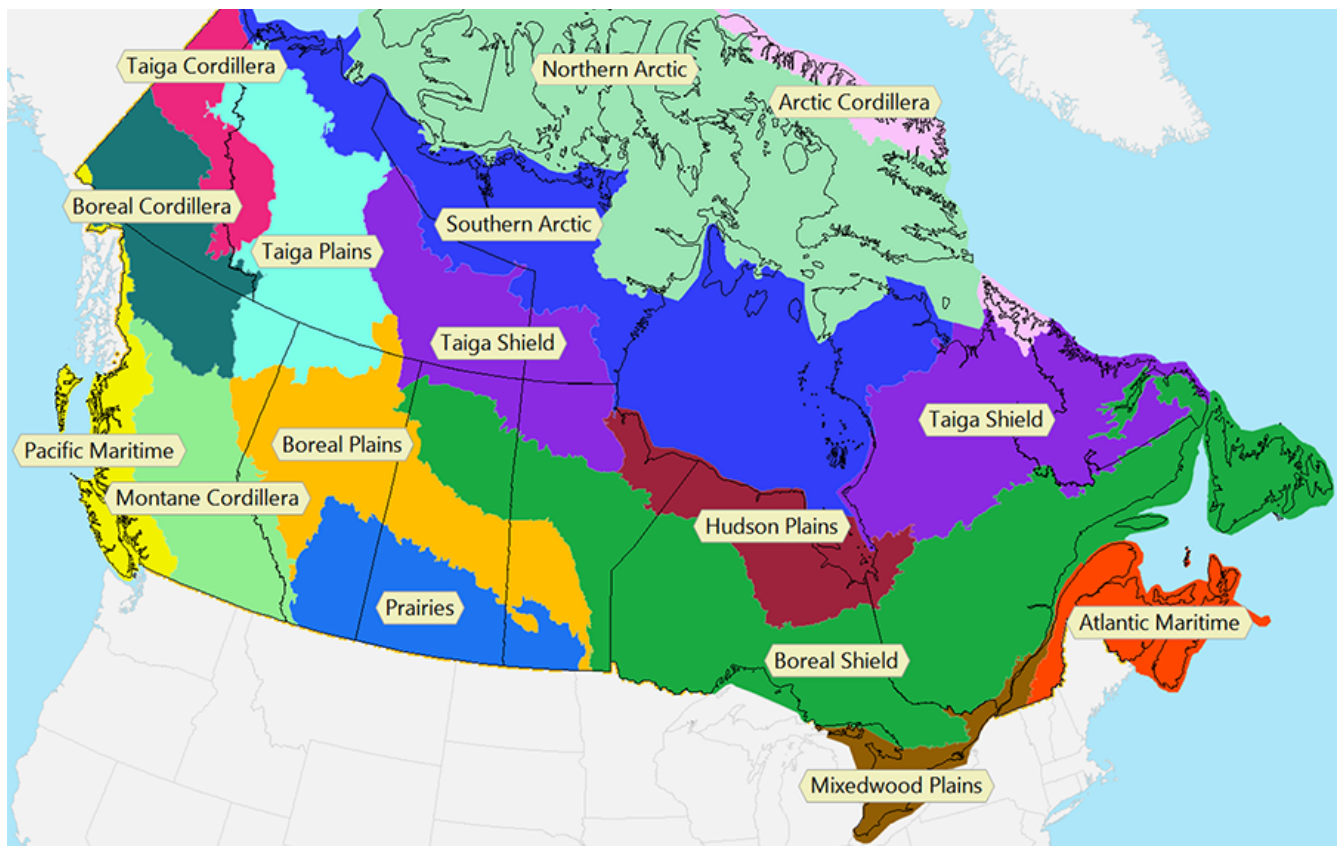 Taiga Cordillera
Northern Arctic
Arctic Cordillera
Boreal Cordillera
Southern Arctic
Taiga Plains
Taiga Shield
Taiga Shield
Boreal Plains
Pacific Maritime
Montane Cordillera
Hudson Plains
Prairies
Atlantic Maritime
Boreal Shield
Mixedwood Plains